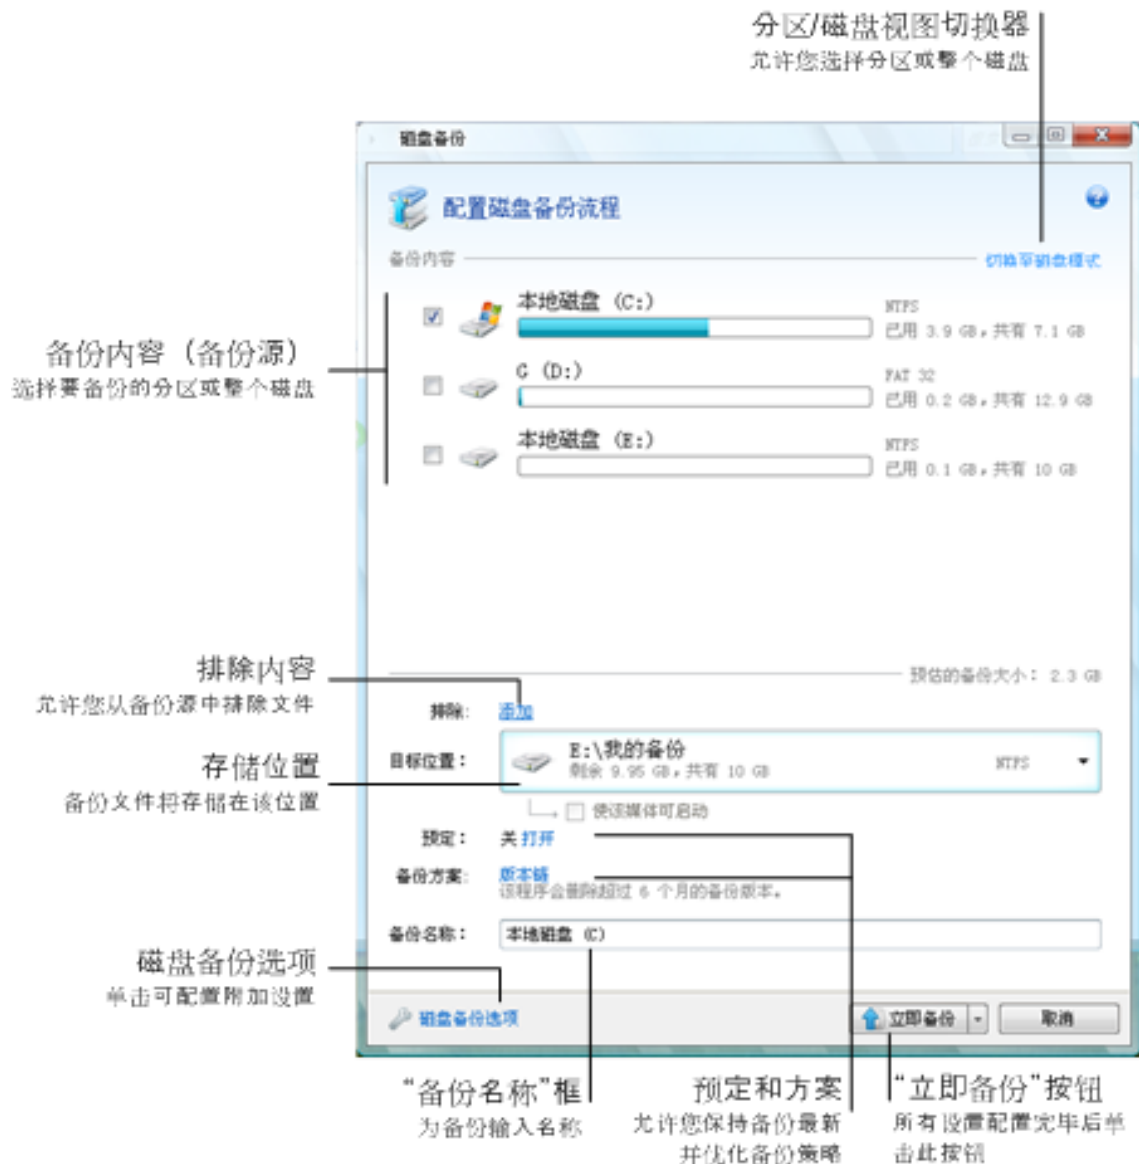 分区/磁盘视图切换器
允许您选择分区或整个磁盘
磁盘备份
配置磁盘备份流程
备份内容
切换至磁盘模式
备份内容（备份源）
选择要备份的分区或整个磁盘
本地磁盘 (C:)
NTFS
已用 3.9 GB，共有 7.1 GB
G (D:)
FAT 32
已用 0.2 GB，共有 12.9 GB
本地磁盘 (E:)
NTFS
已用 0.1 GB，共有 10 GB
预估的备份大小： 2.3 GB
排除内容
允许您从备份源中排除文件
排除: 添加
存储位置
备份文件将存储在该位置
目标位置： E:\我的备份
剩余 9.95 GB，共有 10 GB
NTFS
使该媒体可启动
预定： 关 打开
备份方案: 版本链
该程序会删除超过 6 个月的备份版本。
备份名称： 本地磁盘 (C)
磁盘备份选项
单击可配置附加设置
磁盘备份选项
立即备份
取消
“备份名称”框
为备份输入名称
预定和方案
允许您保持备份最新
并优化备份策略
“立即备份”按钮
所有设置配置完毕后单
击此按钮